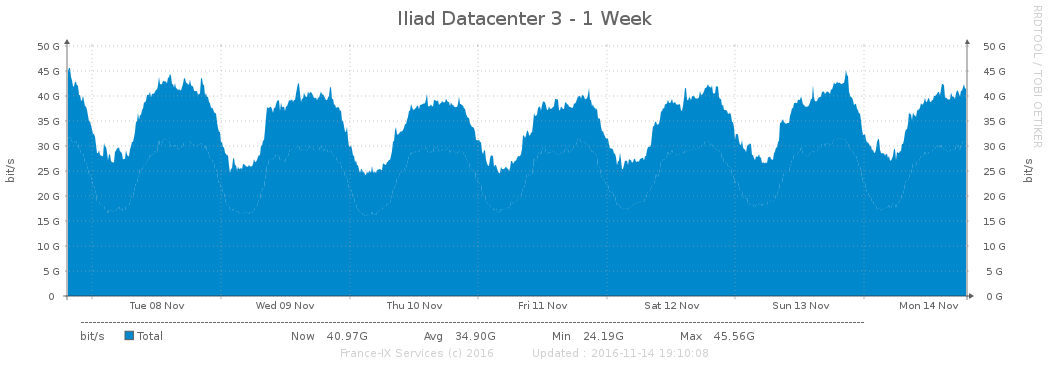 Iliad Datacenter 3 - 1 Week
RRDTOOL / TOBI OETIKER
bit/s
50 G
45 G
40 G
35 G
30 G
25 G
20 G
15 G
10 G
5 G
0
50 G
45 G
40 G
35 G
30 G
25 G
20 G
15 G
10 G
5 G
0 G
bit/s
Tue 08 Nov Wed 09 Nov Thu 10 Nov Fri 11 Nov Sat 12 Nov Sun 13 Nov Mon 14 Nov
bit/s Total Now 40.97G Avg 34.90G Min 24.19G Max 45.56G
France-IX Services (c) 2016 Updated : 2016-11-14 19:10:08